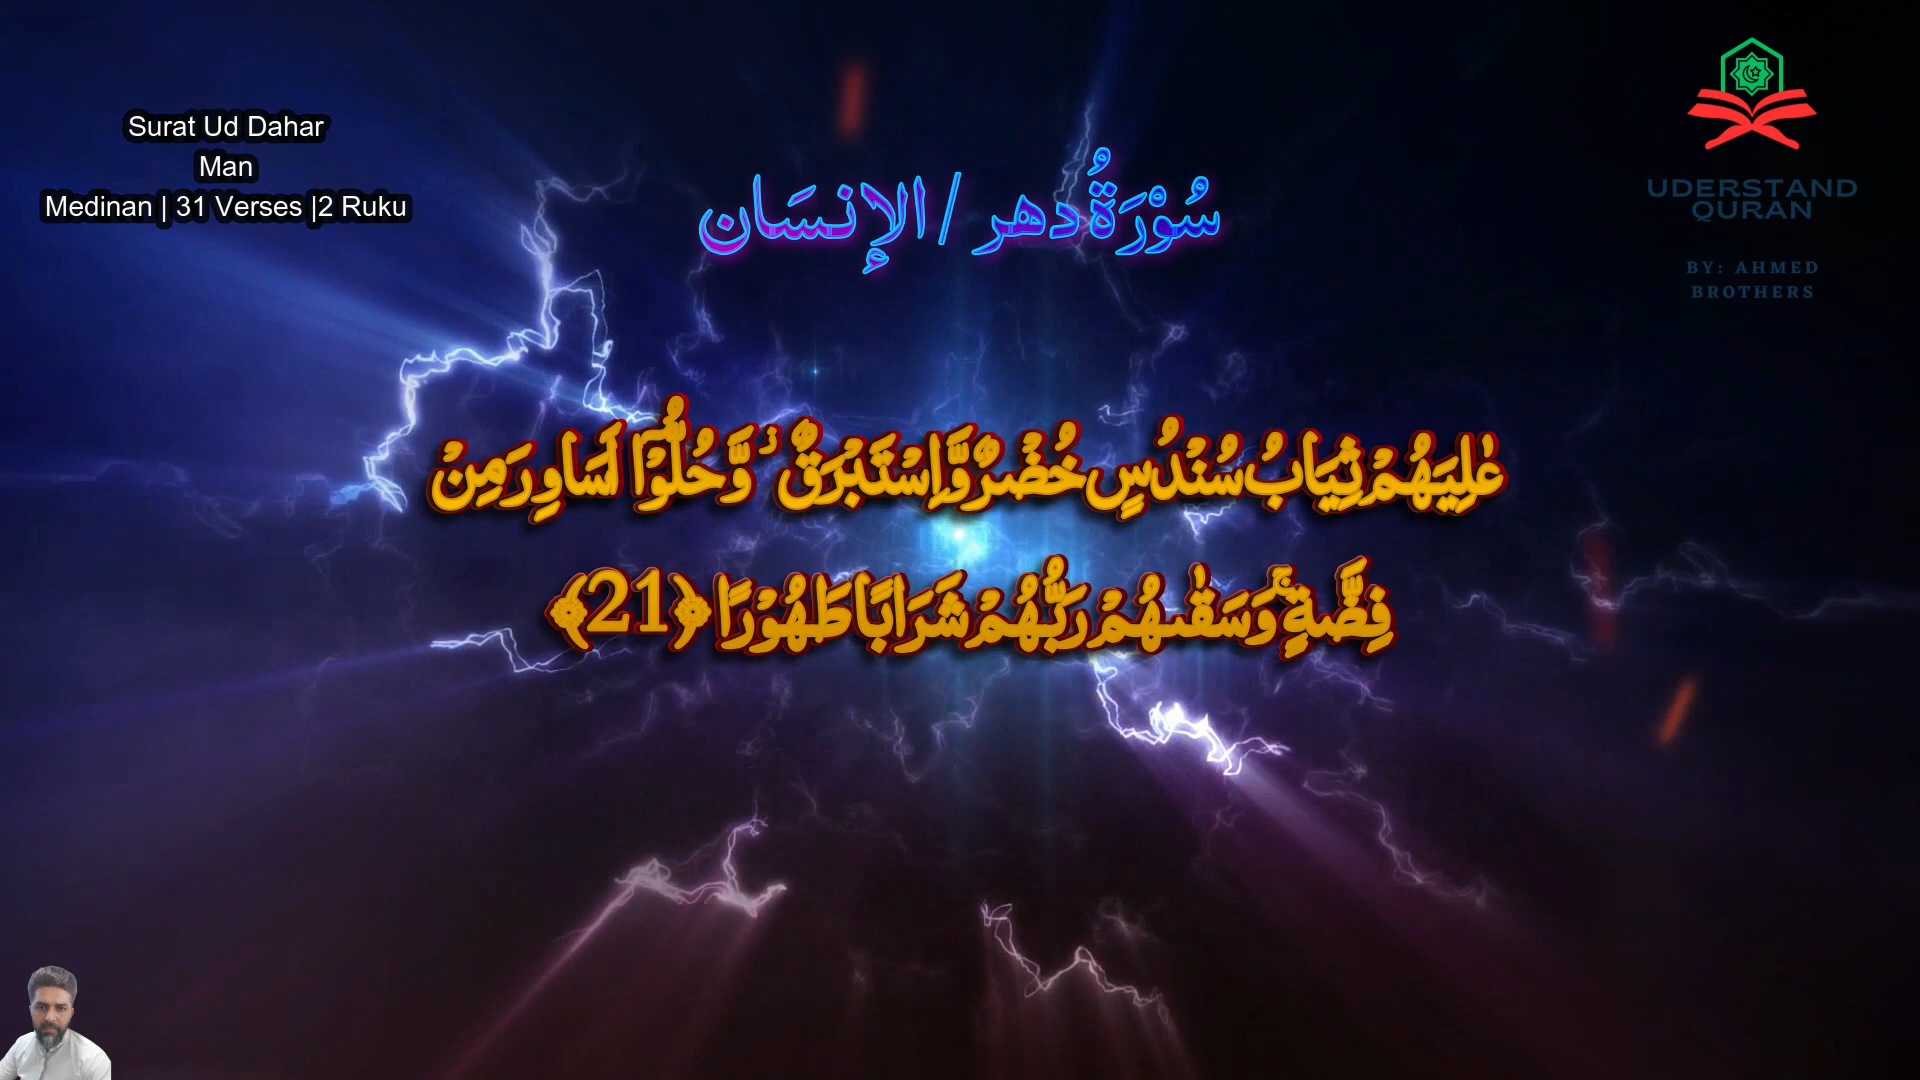 Surat Ud Dahar
Man
Medinan | 31 Verses |2 Ruku
سُوْرَةُ دهر / الإنسَان
UDERSTAND
QURAN
BY: AHMED
BROTHERS
عٰلِيَهُمْ ثِيَابُ سُنْدُسٍ خُضْرٌ وَّاِسْتَبْرَقٌ ۡ وَّحُلُّوْۤا اَسَاوِرَ مِنْ
فِضَّةٍ ۚ وَسَقٰىهُمْ رَبُّهُمْ شَرَابًا طَهُوْرًا ﴿21﴾